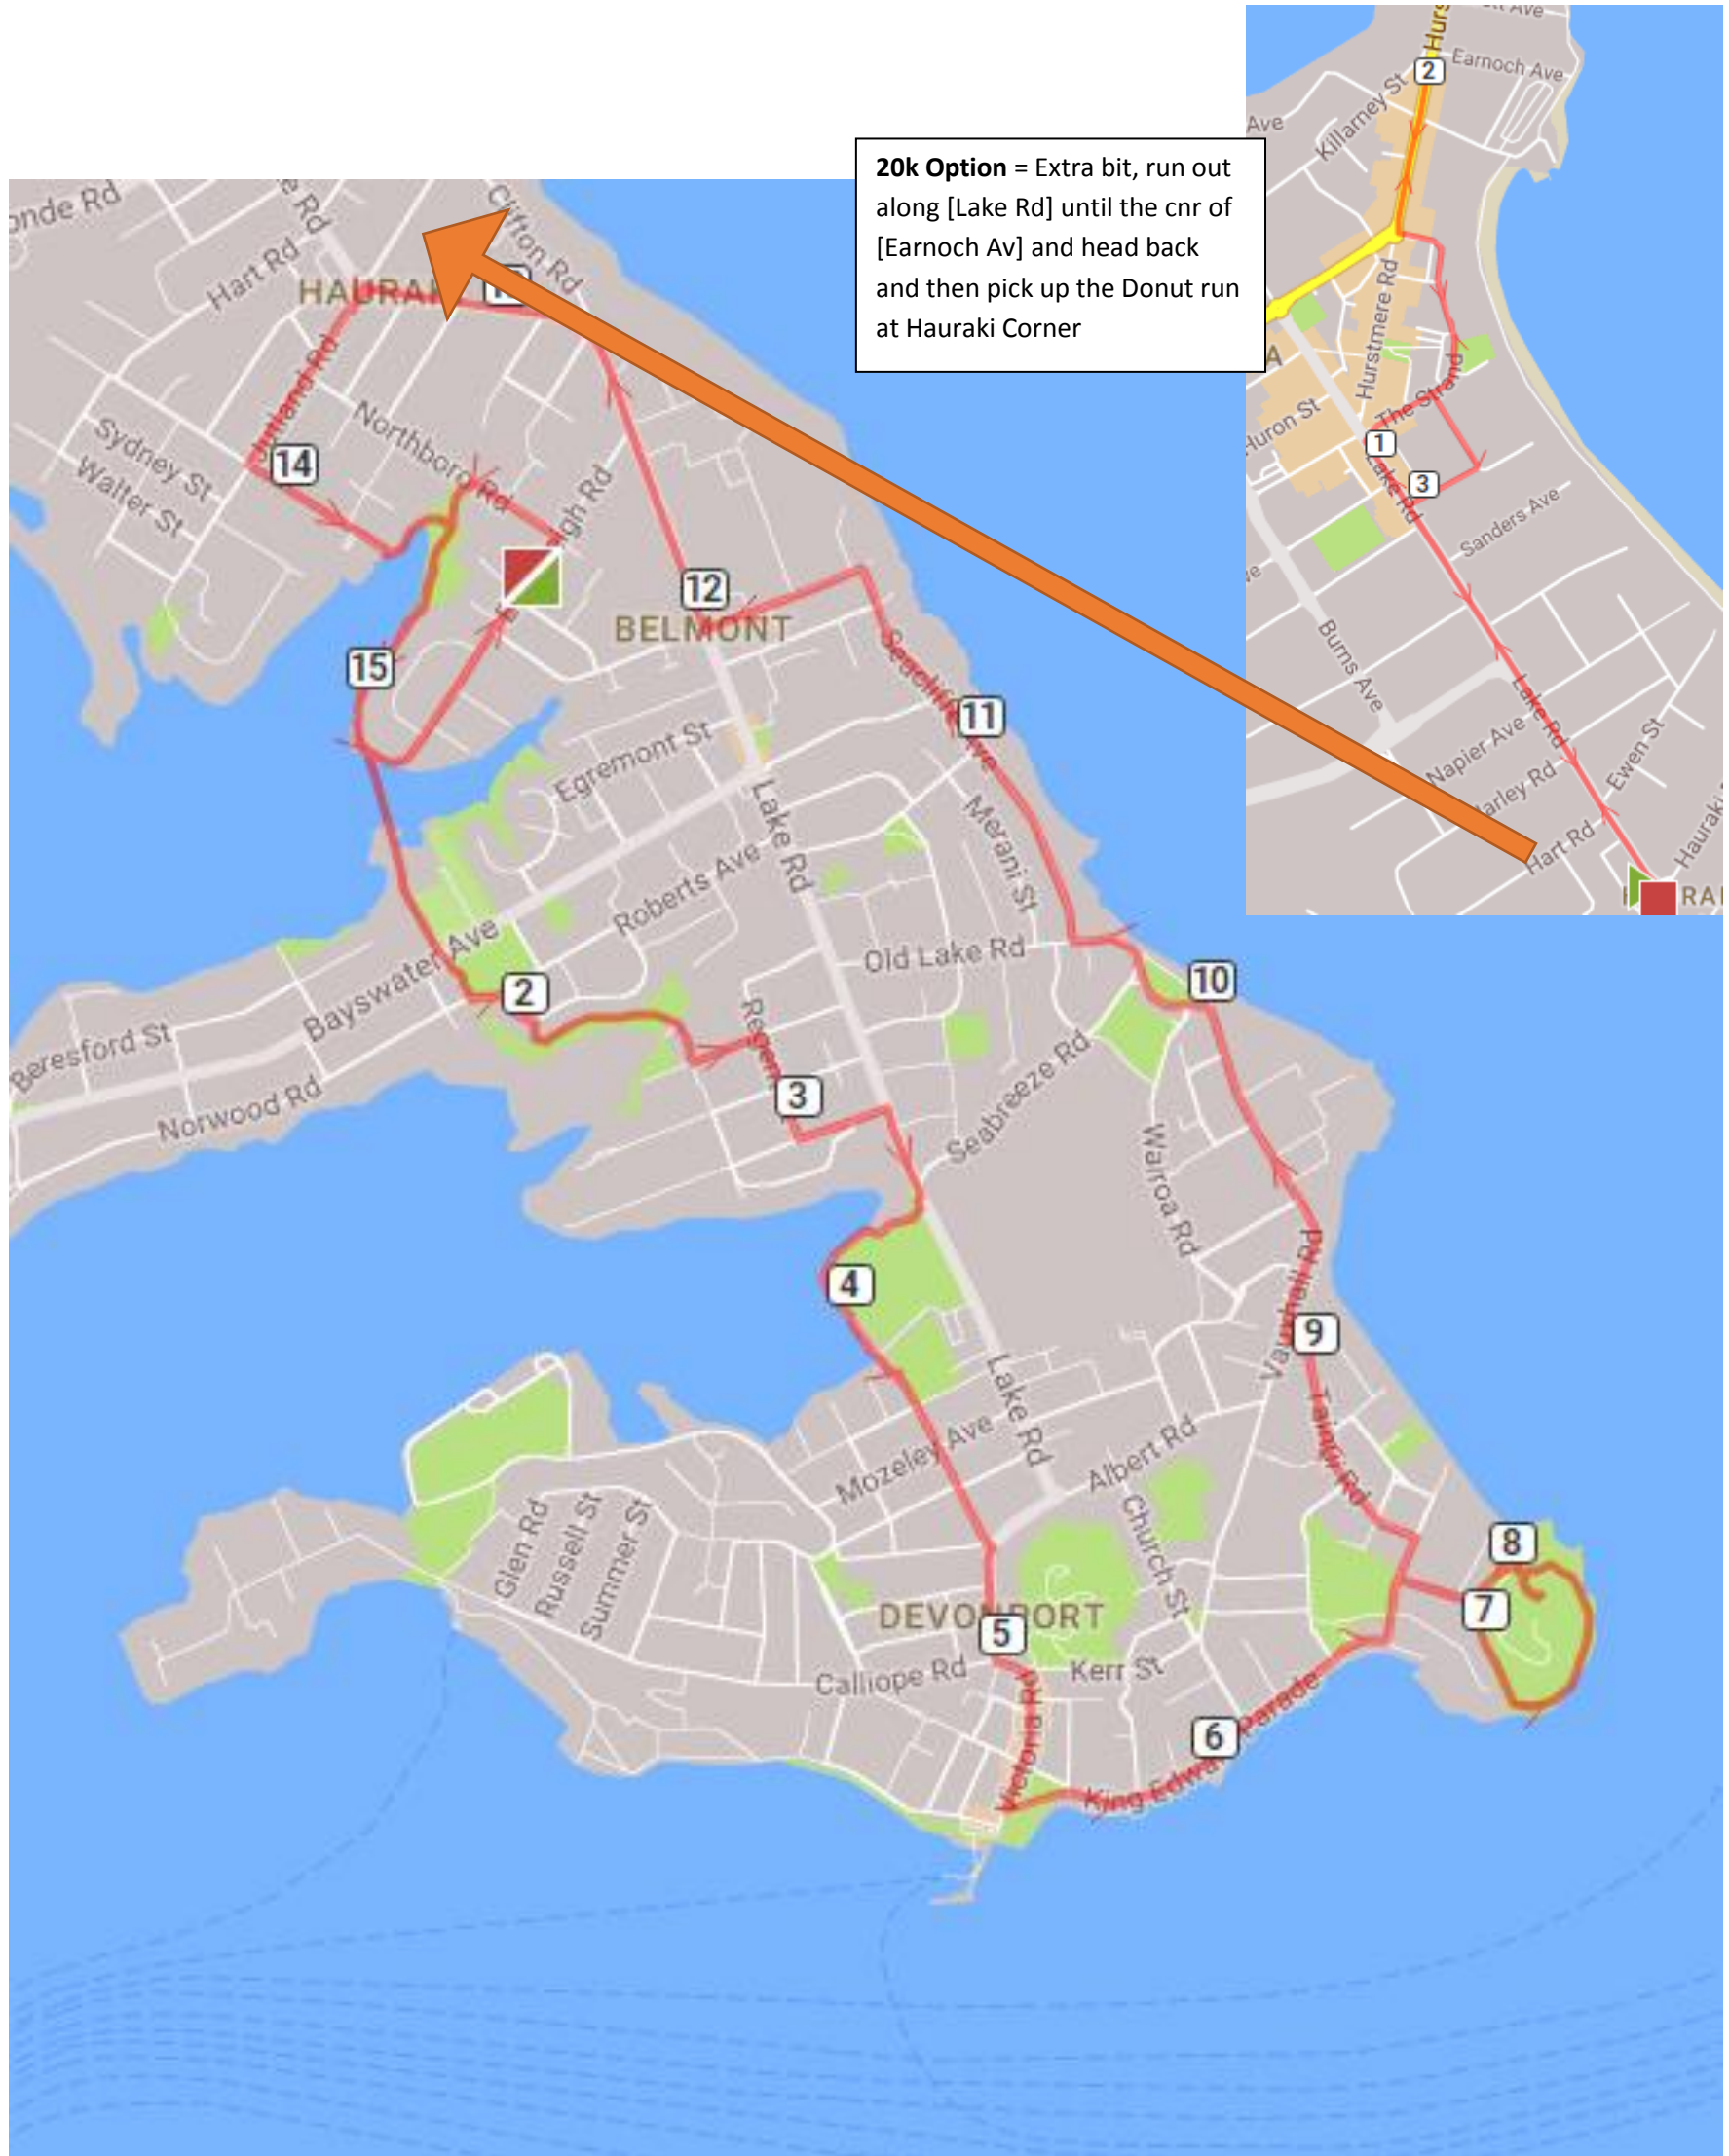 Earnoch Ave
2
Killarney St
Ave
20k Option = Extra bit, run out
along [Lake Rd] until the cnr of
[Earnoch Av] and head back
and then pick up the Donut run
at Hauraki Corner
Hurstmere Rd
The Strand
Huron St
1
3
Lake Rd
Sanders Ave
Burns Ave
Lake Rd
Napier Ave
Ewen St
Hart Rd
Clifton Rd
Hart Rd
Jutland Rd
Northboro Rd
Sydney St
Walter St
14
12
BELMONT
15
Seacliffe Ave
11
Egremont St
Lake Rd
Merani St
Roberts Ave
Old Lake Rd
Bayswater Ave
2
10
Beresford St
Norwood Rd
3
Seabreeze Rd
Wairoa Rd
4
Vauxhall Rd
9
Lake Rd
Tainui Rd
Mozeley Ave
Albert Rd
Church St
Glen Rd
Russell St
Summer St
8
7
DEVONPORT
5
Calliope Rd
Kerr St
Victoria Rd
6
King Edward Parade